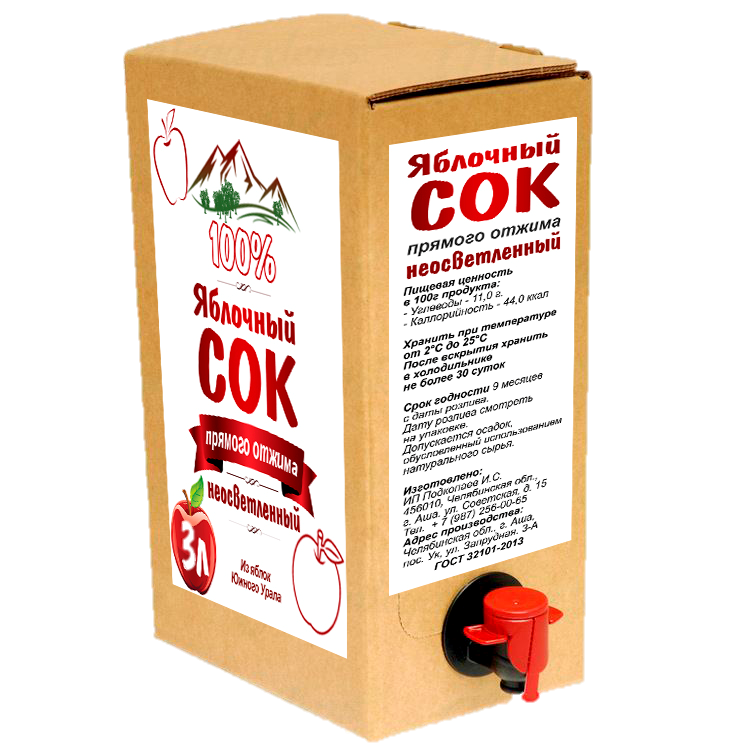 100%
Яблочный
СОК
прямого отжима
неосветленный
3л
Из яблок
Южного Урала
Яблочный
СОК
прямого отжима
неосветленный
Пищевая ценность
в 100г продукта:
- Углеводы - 11,0 г.
- Каллорийность - 44,0 ккал
Хранить при температуре
от 2°С до 25°С
После вскрытия хранить
в холодильнике
не более 30 суток
Срок годности 9 месяцев
с даты розлива.
Дату розлива смотреть
на упаковке.
Допускается осадок,
обусловленный использованием
натурального сырья.
Изготовлено:
ИП Подкопаев И.С.
456010, Челябинская обл.,
г. Аша, ул. Советская, д. 15
Тел. +7 (987) 256-00-65
Адрес производства:
Челябинская обл., г. Аша,
пос. Ук, ул. Запрудная, 3-А
ГОСТ 32101-2013